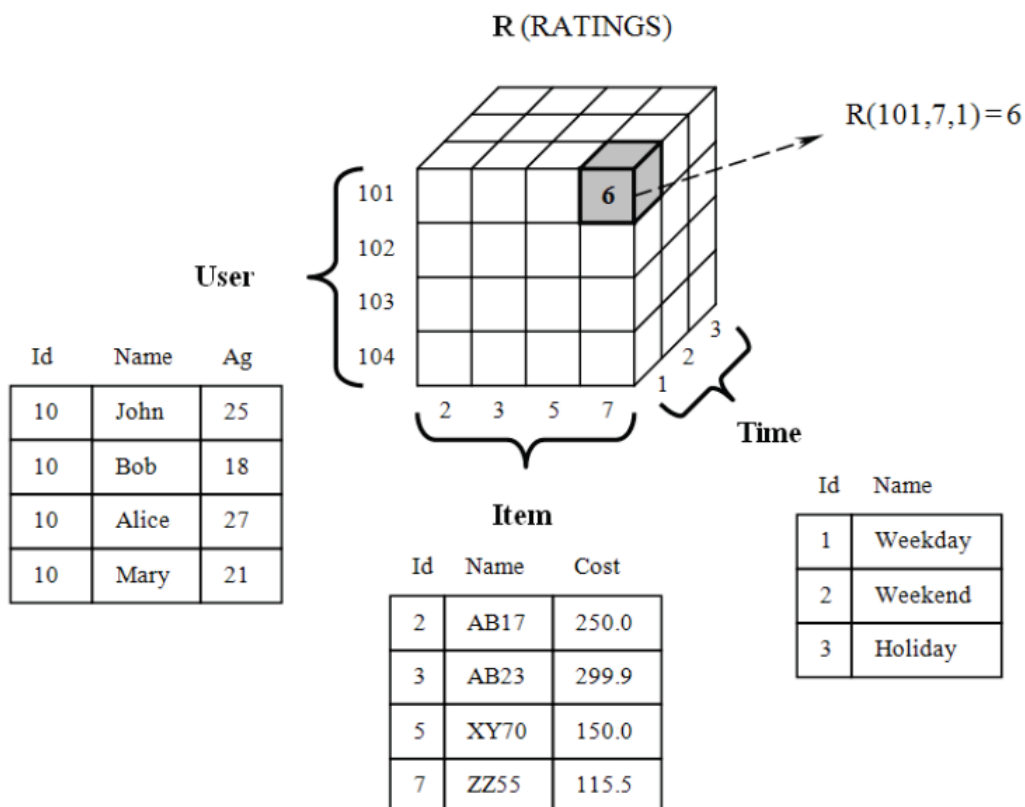 R (RATINGS)
R(101,7,1)=6
101
6
102
User
103
104
3
2
1
2 3 5 7
Time
Item
Id Name Ag
10 John 25
10 Bob 18
10 Alice 27
10 Mary 21
Id Name Cost
2 AB17 250.0
3 AB23 299.9
5 XY70 150.0
7 ZZ55 115.5
Id Name
1 Weekday
2 Weekend
3 Holiday